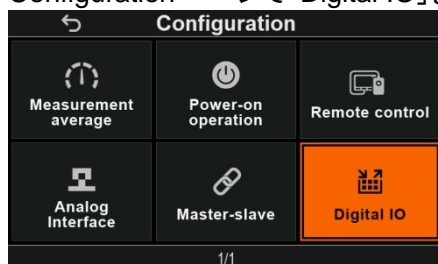 Configuration
Measurement
average
Power-on
operation
Remote control
Analog
Interface
Master-slave
Digital IO
1/1